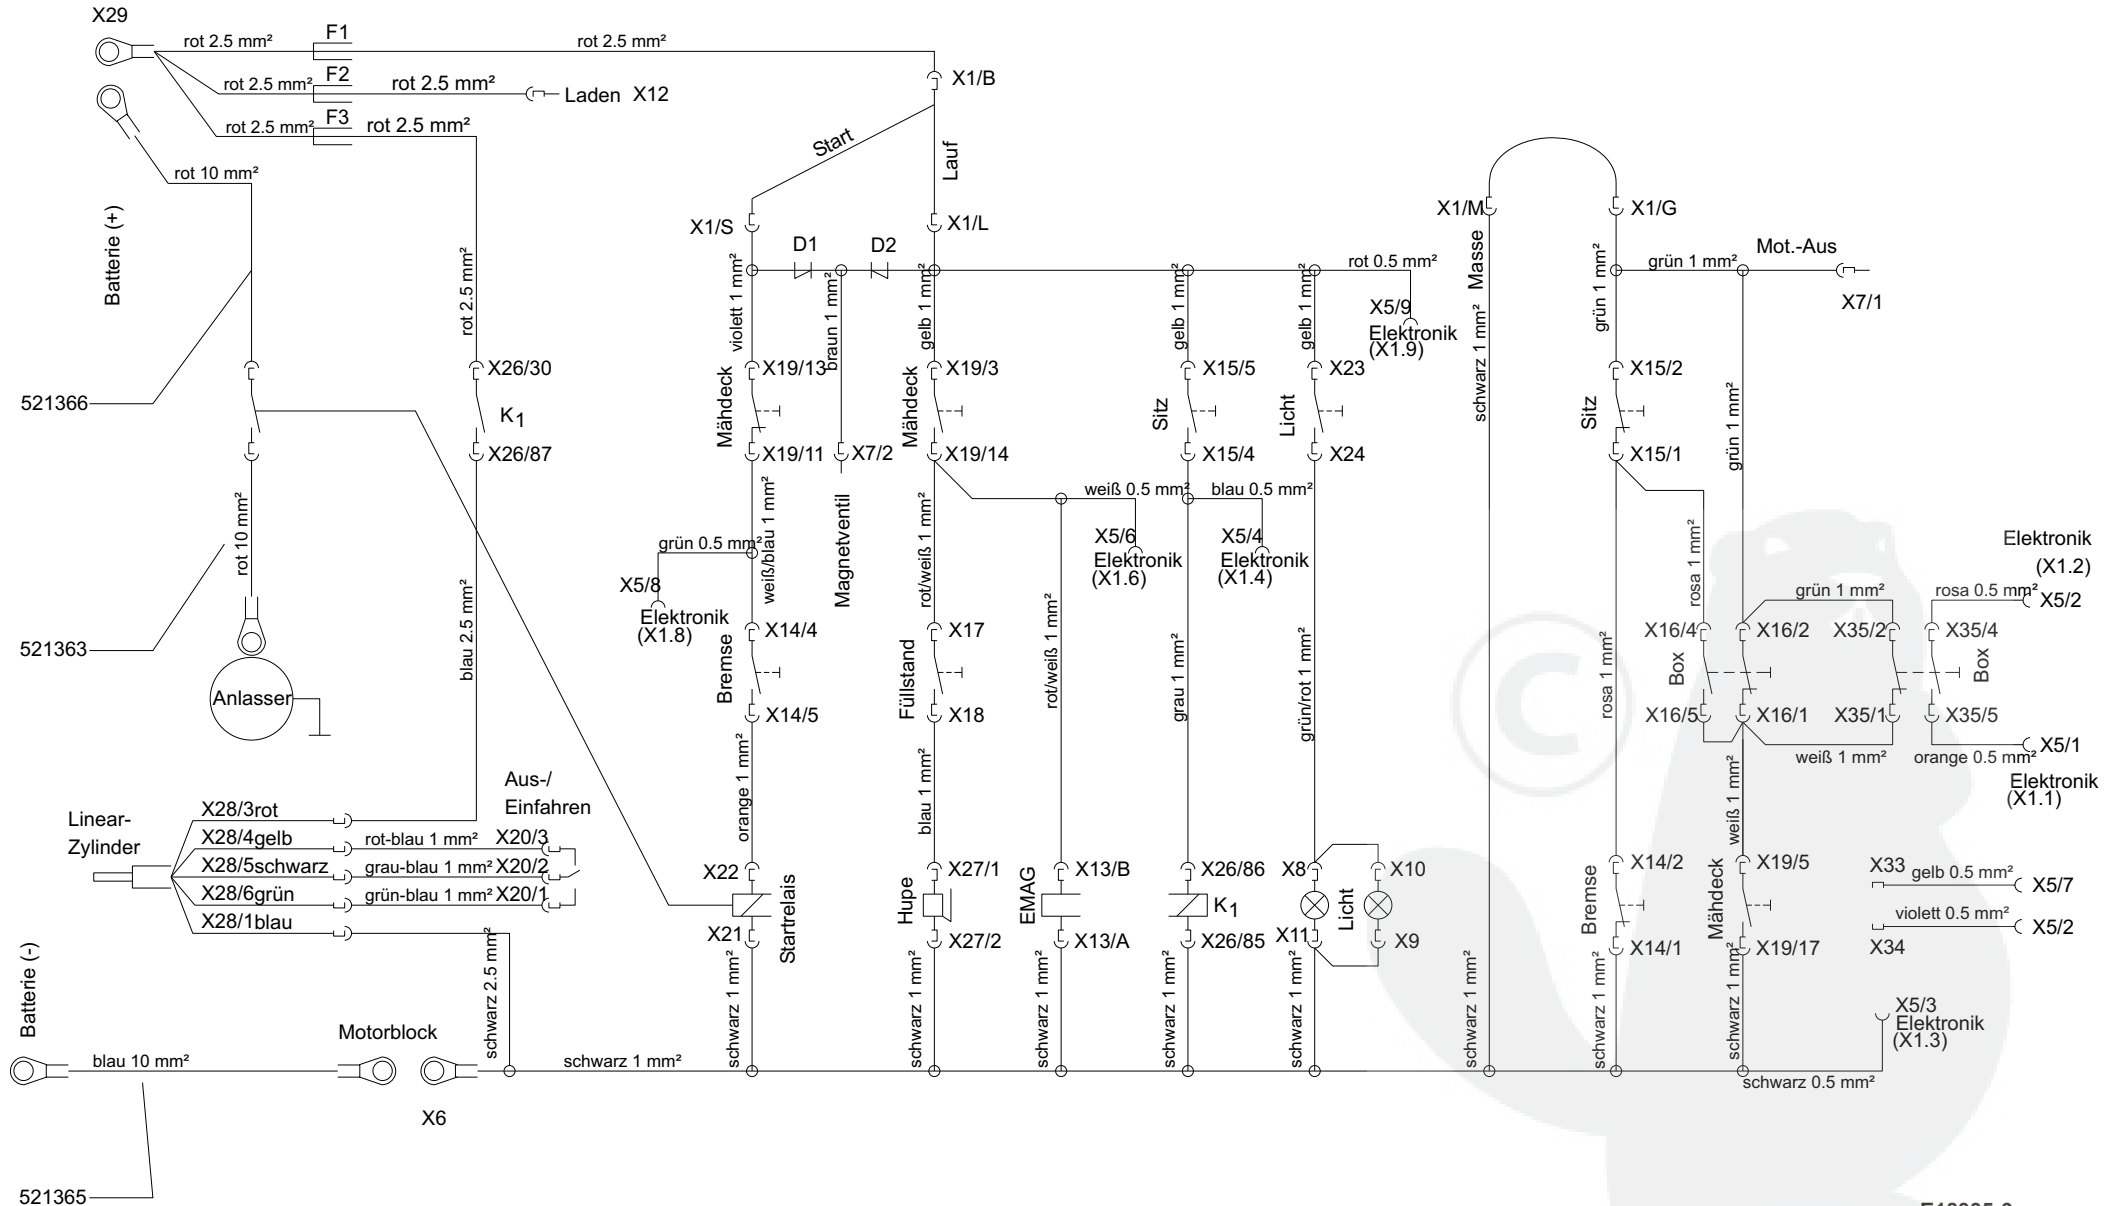 X29
rot 2.5 mm²
F1
rot 2.5 mm²
X1/B
rot 2.5 mm²
F2
rot 2.5 mm²
Laden X12
rot 2.5 mm²
F3
rot 2.5 mm²
rot 10 mm²
Batterie (+)
Start
Lauf
X1/S
X1/L
X1/M
X1/G
D1
D2
Masse
Mot.-Aus
rot 0.5 mm²
grün 1 mm²
X7/1
rot 2.5 mm²
violett 1 mm²
braun 1 mm²
gelb 1 mm²
gelb 1 mm²
gelb 1 mm²
X5/9
Elektronik
(X1.9)
schwarz 1 mm²
grün 1 mm²
grün 1 mm²
521366
X26/30
K1
X26/87
X19/13
Mähdeck
X19/11
X7/2
Magnetventil
X19/3
Mähdeck
X19/14
X15/5
Sitz
X15/4
X23
Licht
X24
X15/2
Sitz
X15/1
rot 10 mm²
weiß 0.5 mm²
blau 0.5 mm²
X5/6
Elektronik
(X1.6)
X5/4
Elektronik
(X1.4)
grün 0.5 mm²
weiß/blau 1 mm²
rot/weiß 1 mm²
X5/8
Elektronik
(X1.8)
rosa 1 mm²
Elektronik
(X1.2)
grün 1 mm²
rosa 0.5 mm²
X5/2
521363
Anlasser
blau 2.5 mm²
X14/4
Bremse
X14/5
X17
Füllstand
X18
rot/weiß 1 mm²
grau 1 mm²
grün/rot 1 mm²
rosa 1 mm²
©
X16/4
X16/2
X35/2
X35/4
Box
Box
X16/5
X16/1
X35/1
X35/5
weiß 1 mm²
orange 0.5 mm²
X5/1
Elektronik
(X1.1)
orange 1 mm²
blau 1 mm²
weiß 1 mm²
Aus-/
Einfahren
Linear-
Zylinder
X28/3rot
X28/4gelb
rot-blau 1 mm²
X20/3
X28/5schwarz
grau-blau 1 mm²
X20/2
X28/6grün
grün-blau 1 mm²
X20/1
X28/1blau
X22
Startrelais
X21
X27/1
Hupe
X27/2
X13/B
EMAG
X13/A
X26/86
K1
X26/85
X8
X10
Licht
X11
X9
X14/2
Bremse
X14/1
X19/5
Mähdeck
X19/17
X33
gelb 0.5 mm²
X5/7
violett 0.5 mm²
X5/2
X34
Batterie (-)
blau 10 mm²
Motorblock
X6
schwarz 2.5 mm²
schwarz 1 mm²
schwarz 1 mm²
schwarz 1 mm²
schwarz 1 mm²
schwarz 1 mm²
schwarz 1 mm²
schwarz 1 mm²
schwarz 1 mm²
schwarz 1 mm²
X5/3
Elektronik
(X1.3)
schwarz 0.5 mm²
521365